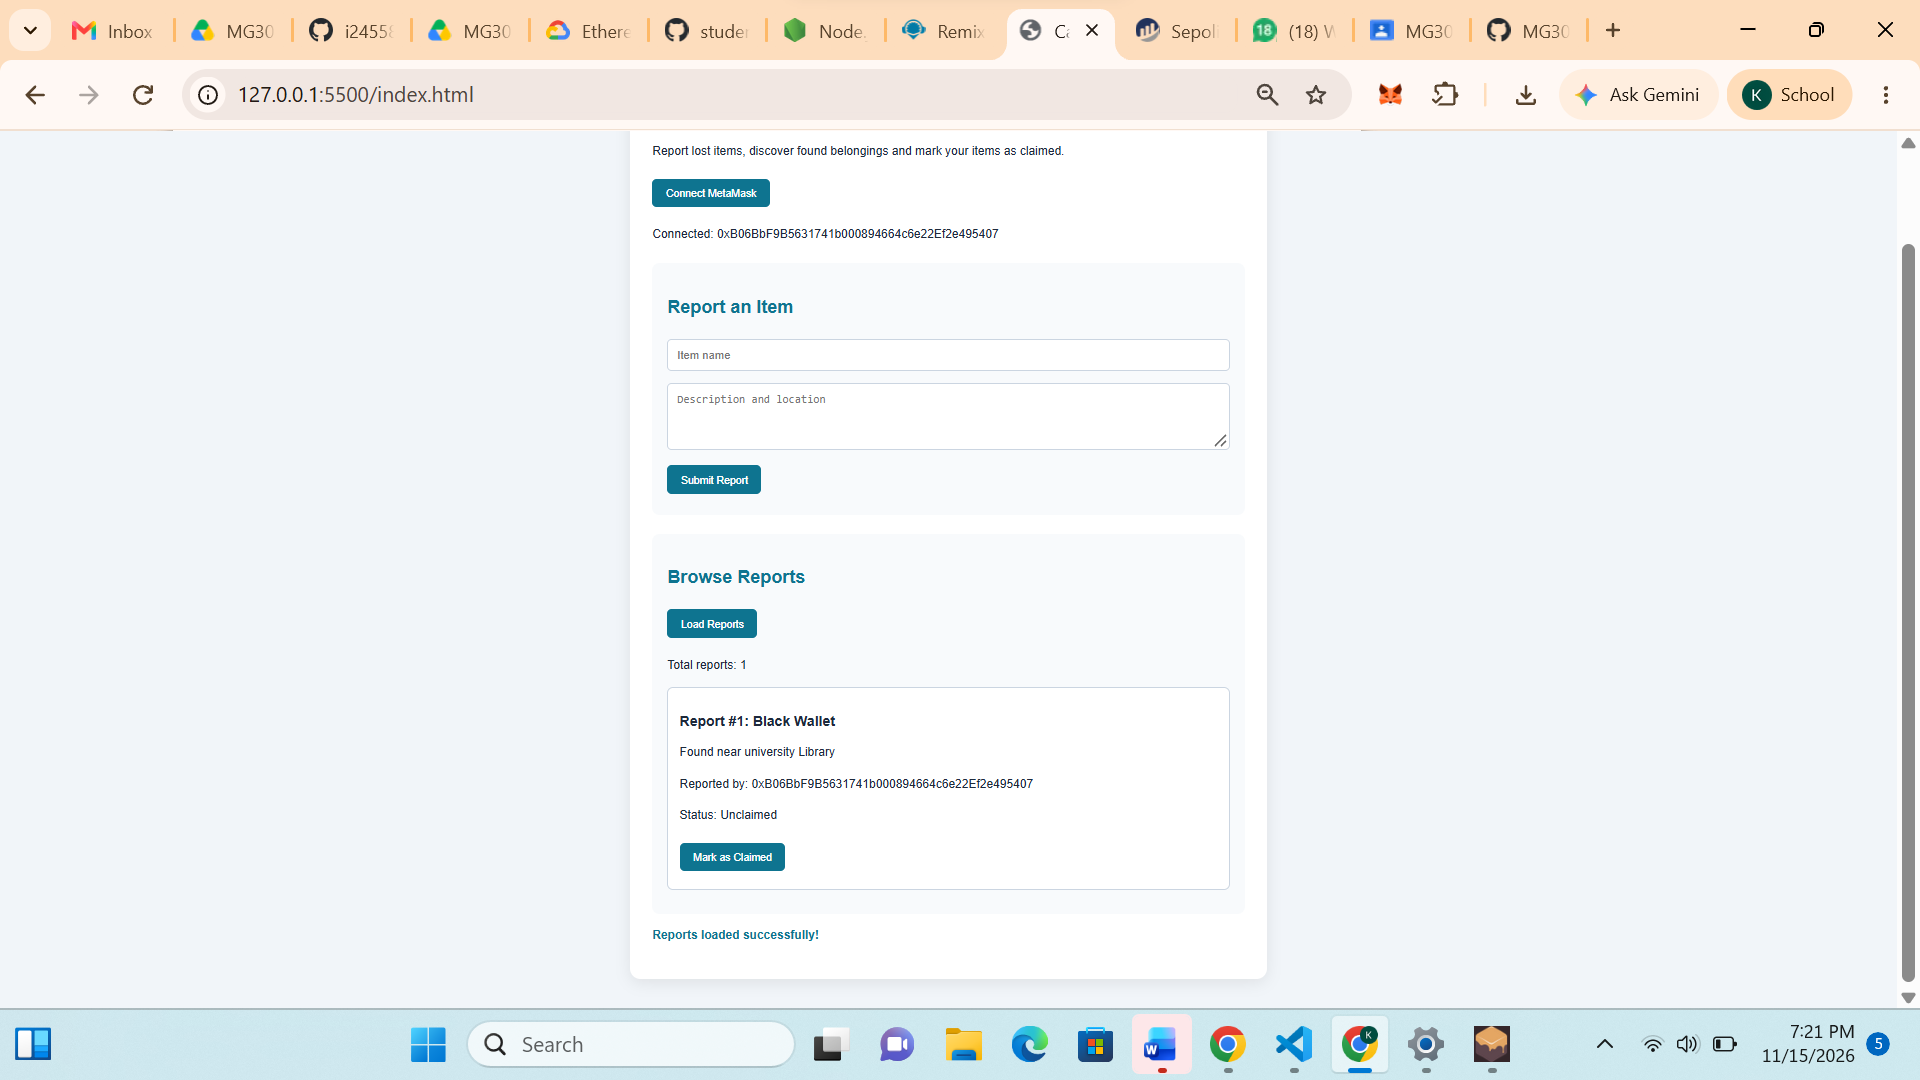 Inbox
MG30
i2455
MG30
Ethere
studer
Node.
Remix
Ca
Sepoli
(18) W
MG30
MG30
127.0.0.1:5500/index.html
Ask Gemini
K School
Report lost items, discover found belongings and mark your items as claimed.
Connect MetaMask
Connected: 0xB06BbF9B5631741b000894664c6e22Ef2e495407
Report an Item
Item name
Description and location
Submit Report
Browse Reports
Load Reports
Total reports: 1
Report #1: Black Wallet
Found near university Library
Reported by: 0xB06BbF9B5631741b000894664c6e22Ef2e495407
Status: Unclaimed
Mark as Claimed
Reports loaded successfully!
Search
7:21 PM
11/15/2026
5